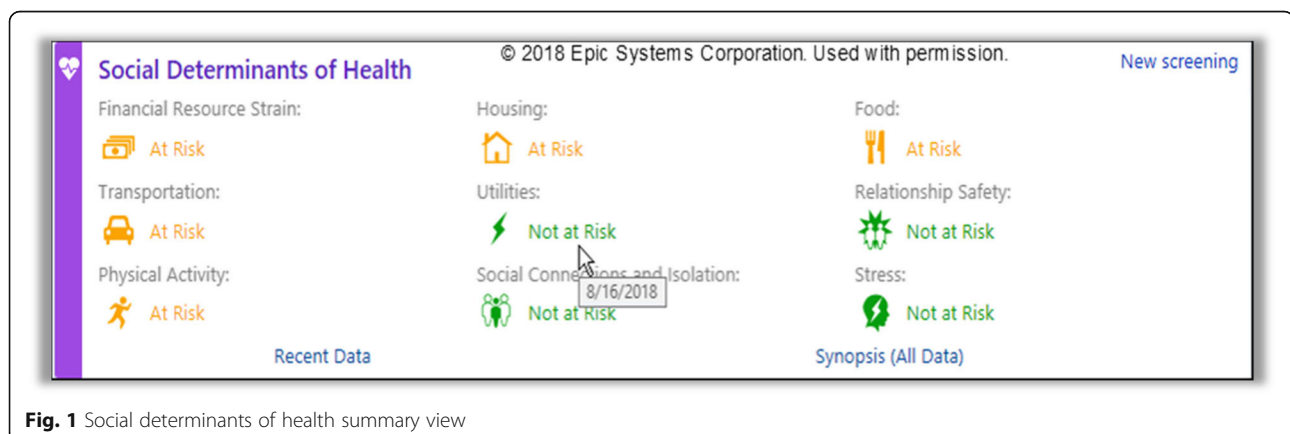 © 2018 Epic Systems Corporation. Used with permission.
Social Determinants of Health
New screening
Financial Resource Strain:
Housing:
Food:
At Risk
At Risk
At Risk
Transportation:
Utilities:
Relationship Safety:
At Risk
Not at Risk
Not at Risk
Physical Activity:
Social Connections and Isolation:
Stress:
8/16/2018
At Risk
Not at Risk
Not at Risk
Recent Data
Synopsis (All Data)
Fig. 1 Social determinants of health summary view